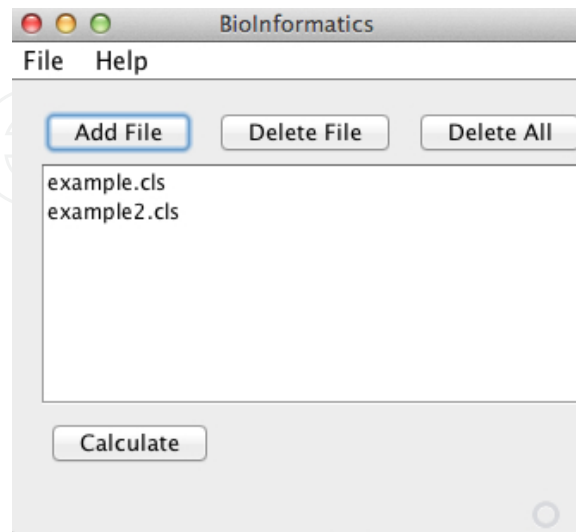 BioInformatics
File Help
Add File Delete File Delete All
example.cls
example2.cls
Calculate